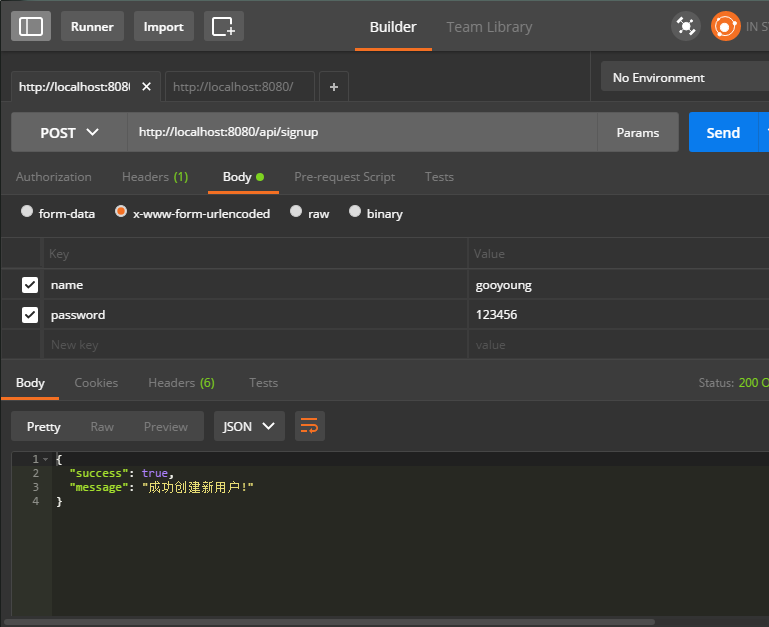 Runner Import Builder Team Library IN S
http://localhost:8080 http://localhost:8080/ + No Environment
POST http://localhost:8080/api/signup Params Send
Authorization Headers (1) Body Pre-request Script Tests
form-data x-www-form-urlencoded raw binary
Key Value
name gooyoung
password 123456
New key value
Body Cookies Headers (6) Tests Status: 200 O
Pretty Raw Preview JSON
1 {
2 "success": true,
3 "message": "成功创建新用户!"
4 }